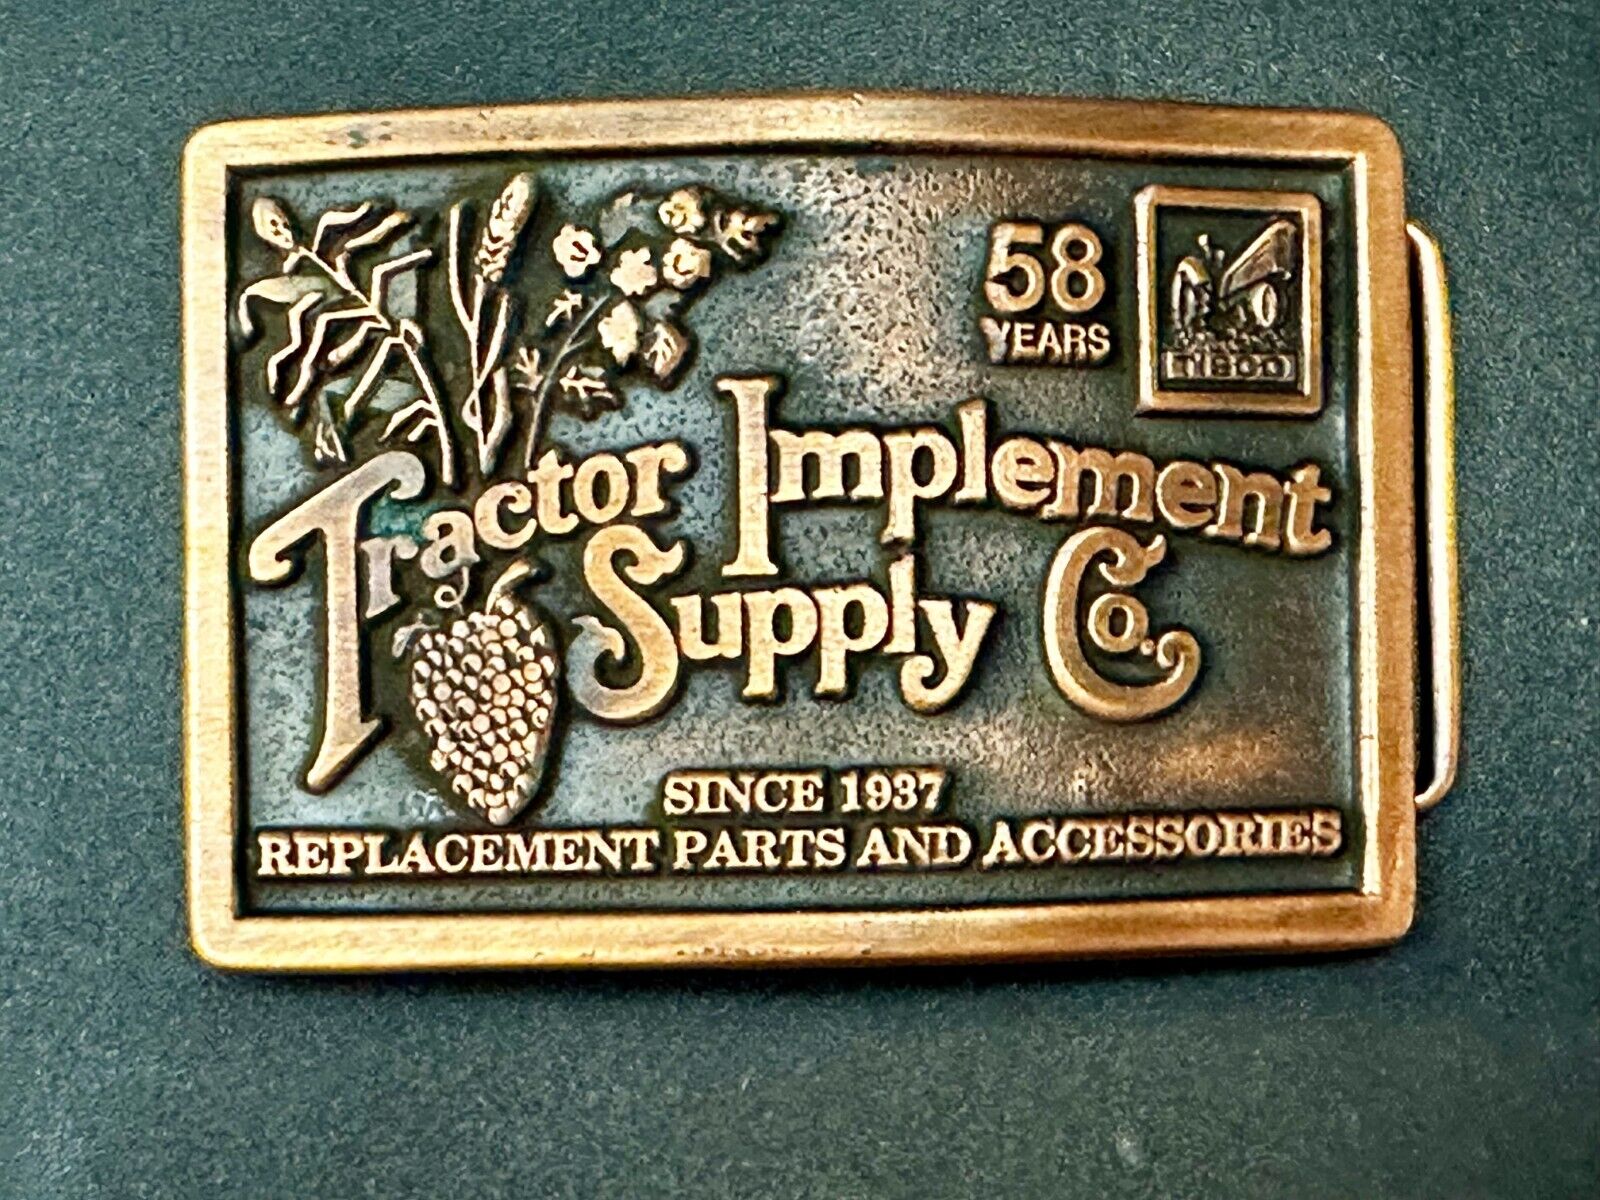 58
YEARS
TISCO
Tractor Implement
Supply Co.
SINCE 1937
REPLACEMENT PARTS AND ACCESSORIES